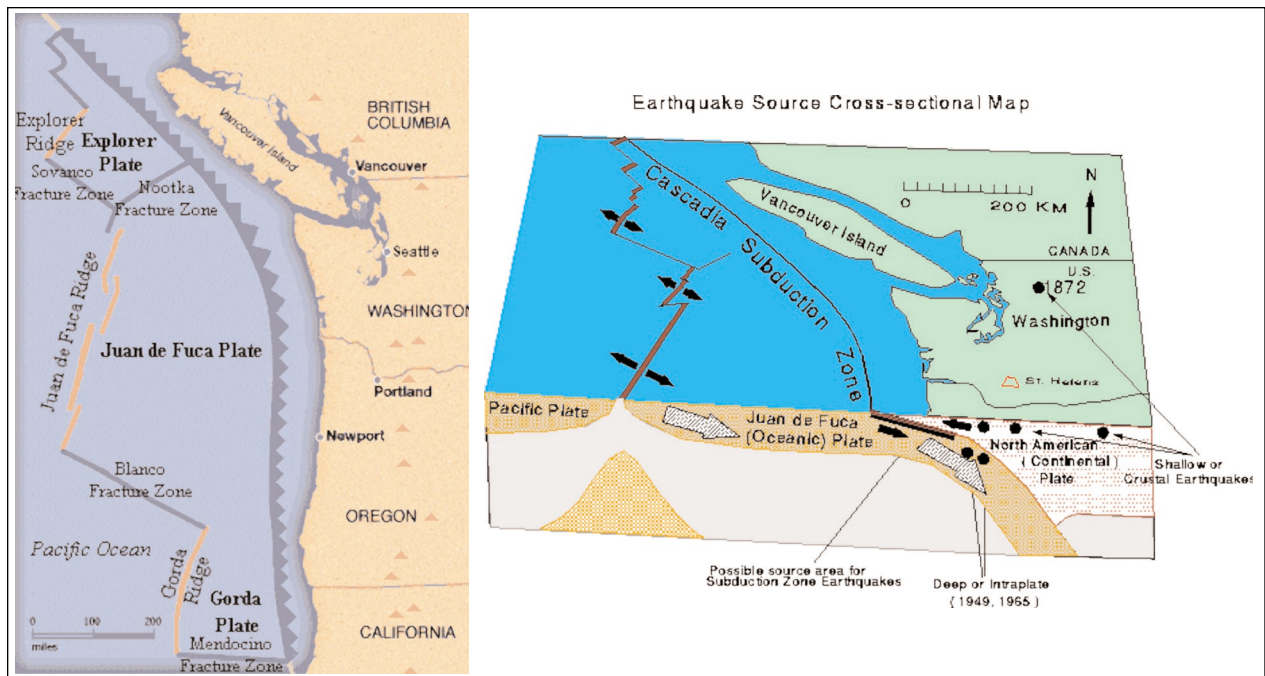 BRITISH
COLUMBIA
Vancouver Island
Explorer
Ridge
Explorer
Plate
Vancouver
Sovanco
Fracture Zone
Nootka
Fracture Zone
Seattle
Juan de Fuca Ridge
WASHINGTON
Juan de Fuca Plate
Portland
Newport
Blanco
Fracture Zone
OREGON
Pacific Ocean
Gorda
Ridge
Gorda
Plate
0 100 200
miles
Mendocino
Fracture Zone
CALIFORNIA
Earthquake Source Cross-sectional Map
Cascadia Subduction Zone
Vancouver Island
0 200 KM
N
CANADA
U.S.
1872
Washington
St. Helens
Pacific Plate
Juan de Fuca
(Oceanic) Plate
North American
(Continental)
Plate
Shallow or
Crustal Earthquakes
Possible source area for
Subduction Zone Earthquakes
Deep or Intraplate
(1949, 1965)